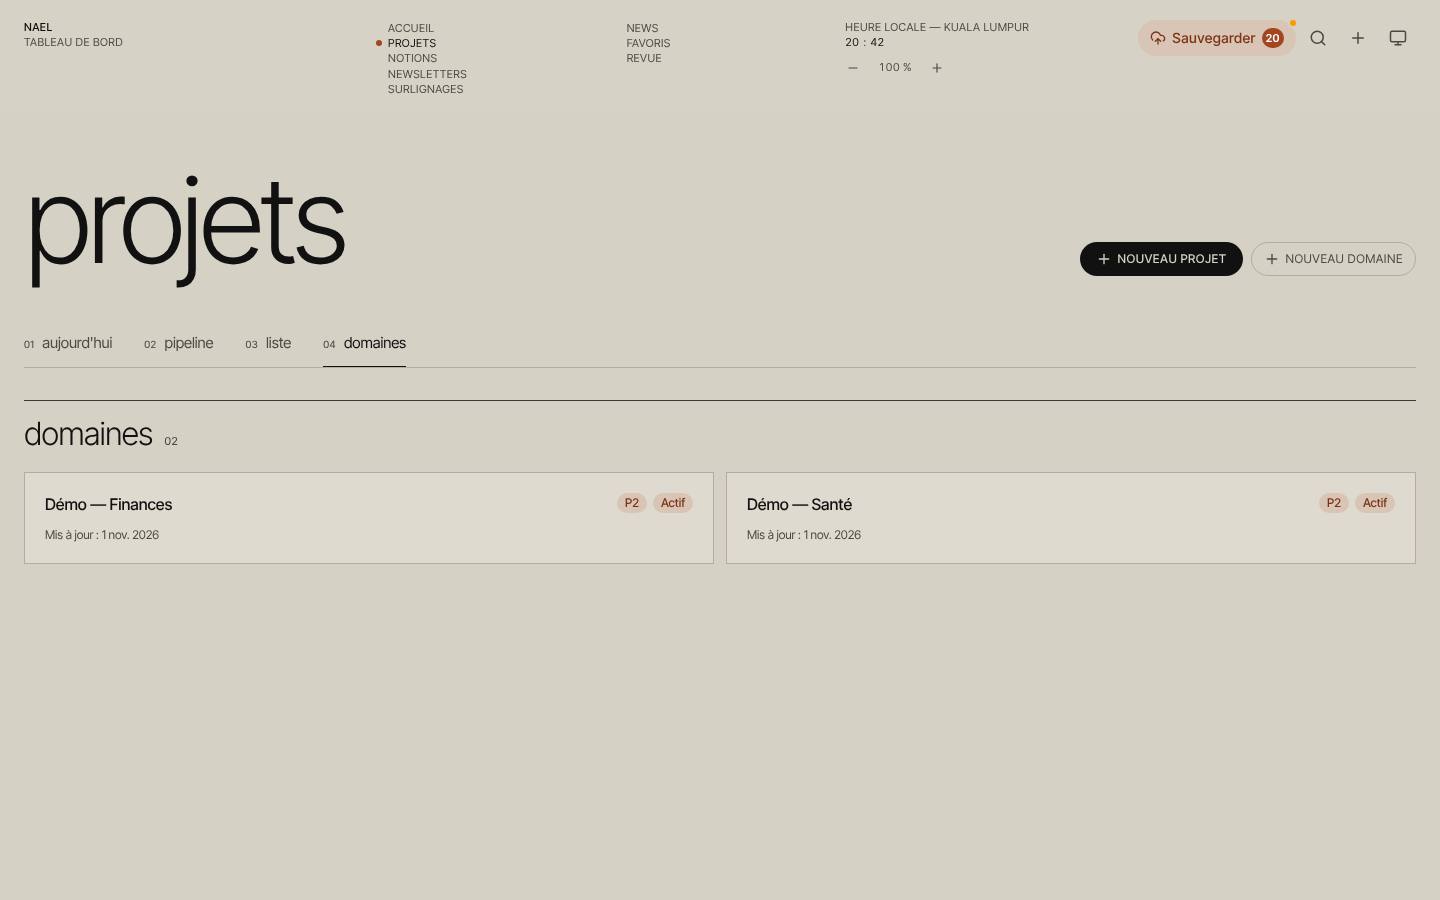 NAEL
TABLEAU DE BORD
ACCUEIL
PROJETS
NOTIONS
NEWSLETTERS
SURLIGNAGES
NEWS
FAVORIS
REVUE
HEURE LOCALE — KUALA LUMPUR
20 : 42
— 100 % +
Sauvegarder 20
projets
+ NOUVEAU PROJET
+ NOUVEAU DOMAINE
01 aujourd'hui 02 pipeline 03 liste 04 domaines
domaines 02
Démo — Finances P2 Actif
Mis à jour : 1 nov. 2026
Démo — Santé P2 Actif
Mis à jour : 1 nov. 2026